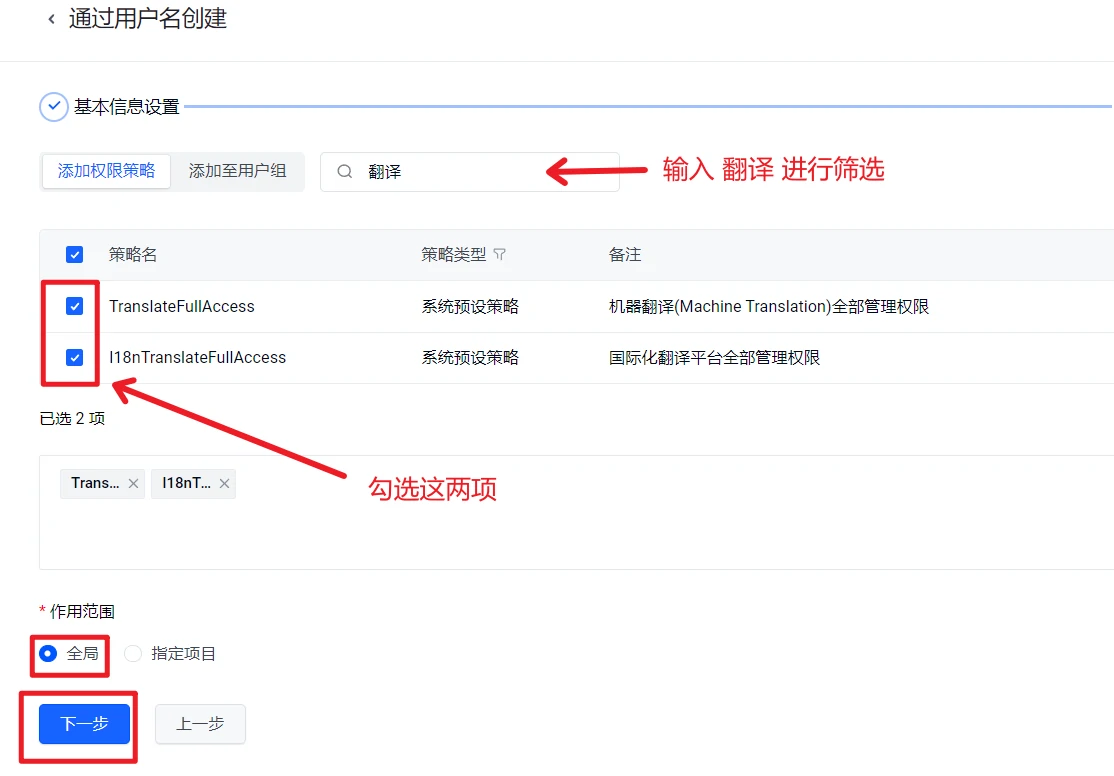 通过用户名创建
基本信息设置
添加权限策略 添加至用户组 翻译 输入 翻译 进行筛选
策略名 策略类型 备注
TranslateFullAccess 系统预设策略 机器翻译(Machine Translation)全部管理权限
I18nTranslateFullAccess 系统预设策略 国际化翻译平台全部管理权限
已选 2 项
Trans... I18nT...
勾选这两项
* 作用范围
全局 指定项目
下一步 上一步